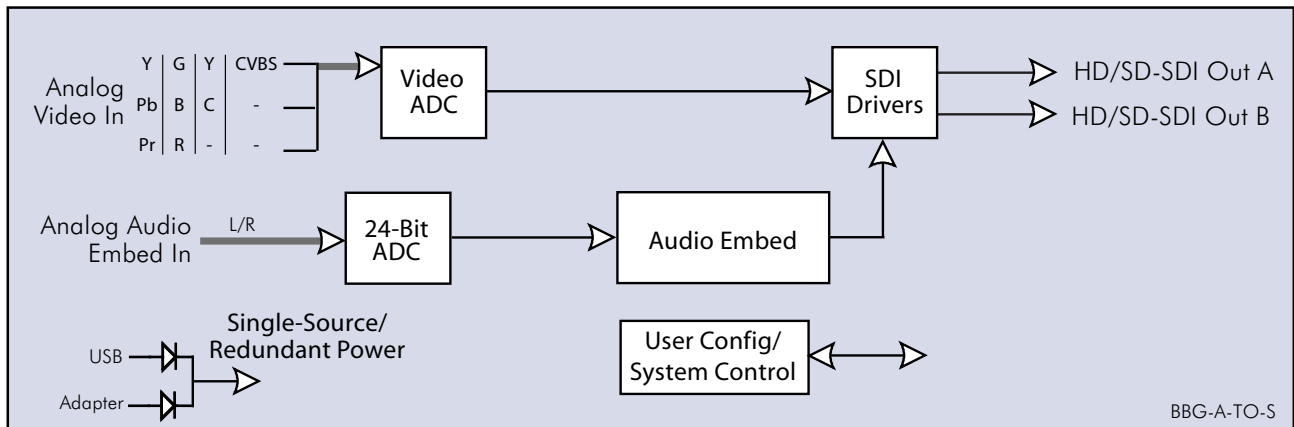 Analog
Video In
Y G Y CVBS
Pb B C -
Pr R - -
Video
ADC
SDI
Drivers
HD/SD-SDI Out A
HD/SD-SDI Out B
Analog Audio
Embed In
L/R
24-Bit
ADC
Audio Embed
Single-Source/
Redundant Power
USB
Adapter
User Config/
System Control
BBG-A-TO-S